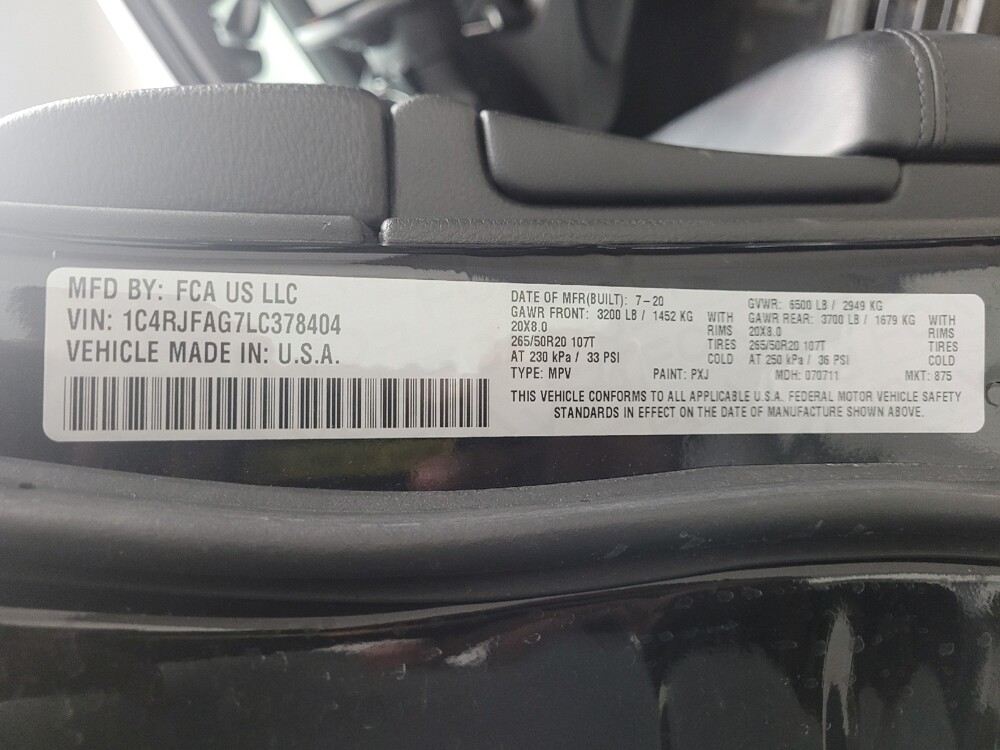 MFD BY: FCA US LLC
VIN: 1C4RJFAG7LC378404
VEHICLE MADE IN: U.S.A.
DATE OF MFR(BUILT): 7-20
GAWR FRONT: 3200 LB / 1452 KG WITH
20X8.0 RIMS
265/50R20 107T TIRES
AT 230 kPa / 33 PSI COLD
TYPE: MPV
GVWR: 6500 LB / 2949 KG
GAWR REAR: 3700 LB / 1679 KG WITH
20X8.0 RIMS
265/50R20 107T TIRES
AT 250 kPa / 36 PSI COLD
PAINT: PXJ MDH: 070711 MKT: 875
THIS VEHICLE CONFORMS TO ALL APPLICABLE U.S.A. FEDERAL MOTOR VEHICLE SAFETY
STANDARDS IN EFFECT ON THE DATE OF MANUFACTURE SHOWN ABOVE.